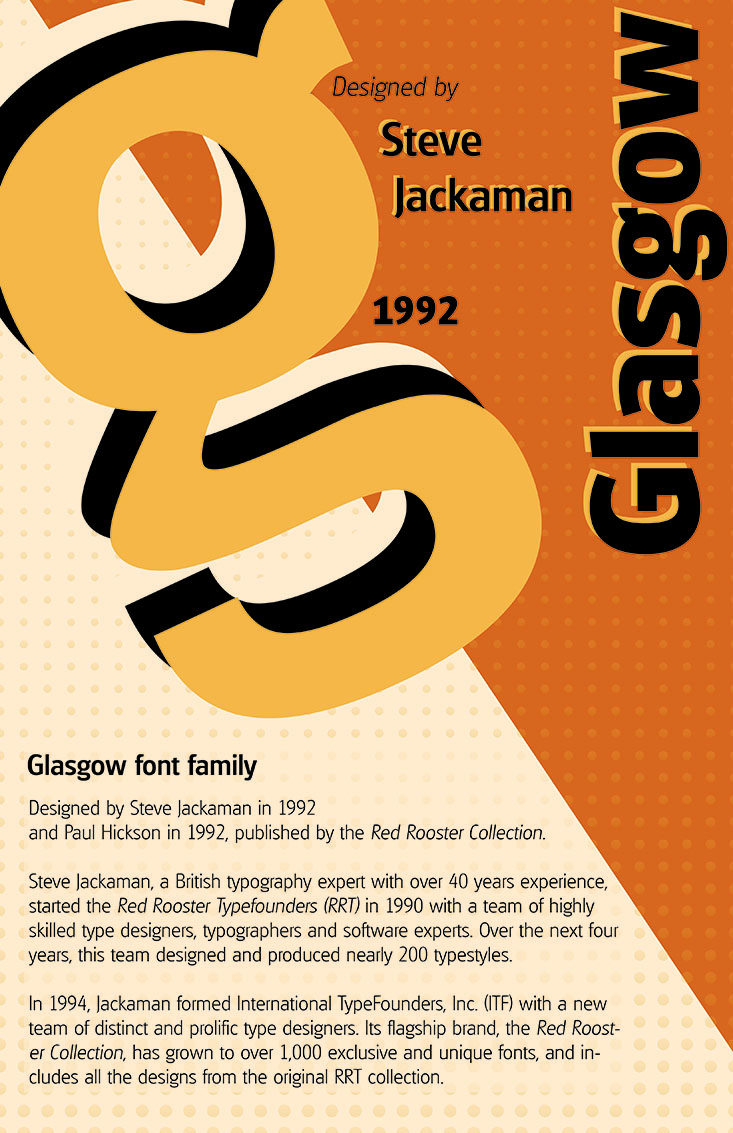 g
Designed by
Steve
Jackaman
1992
Glasgow
Glasgow font family
Designed by Steve Jackaman in 1992
and Paul Hickson in 1992, published by the Red Rooster Collection.
Steve Jackaman, a British typography expert with over 40 years experience,
started the Red Rooster Typefounders (RRT) in 1990 with a team of highly
skilled type designers, typographers and software experts. Over the next four
years, this team designed and produced nearly 200 typestyles.
In 1994, Jackaman formed International TypeFounders, Inc. (ITF) with a new
team of distinct and prolific type designers. Its flagship brand, the Red Roost-
er Collection, has grown to over 1,000 exclusive and unique fonts, and in-
cludes all the designs from the original RRT collection.